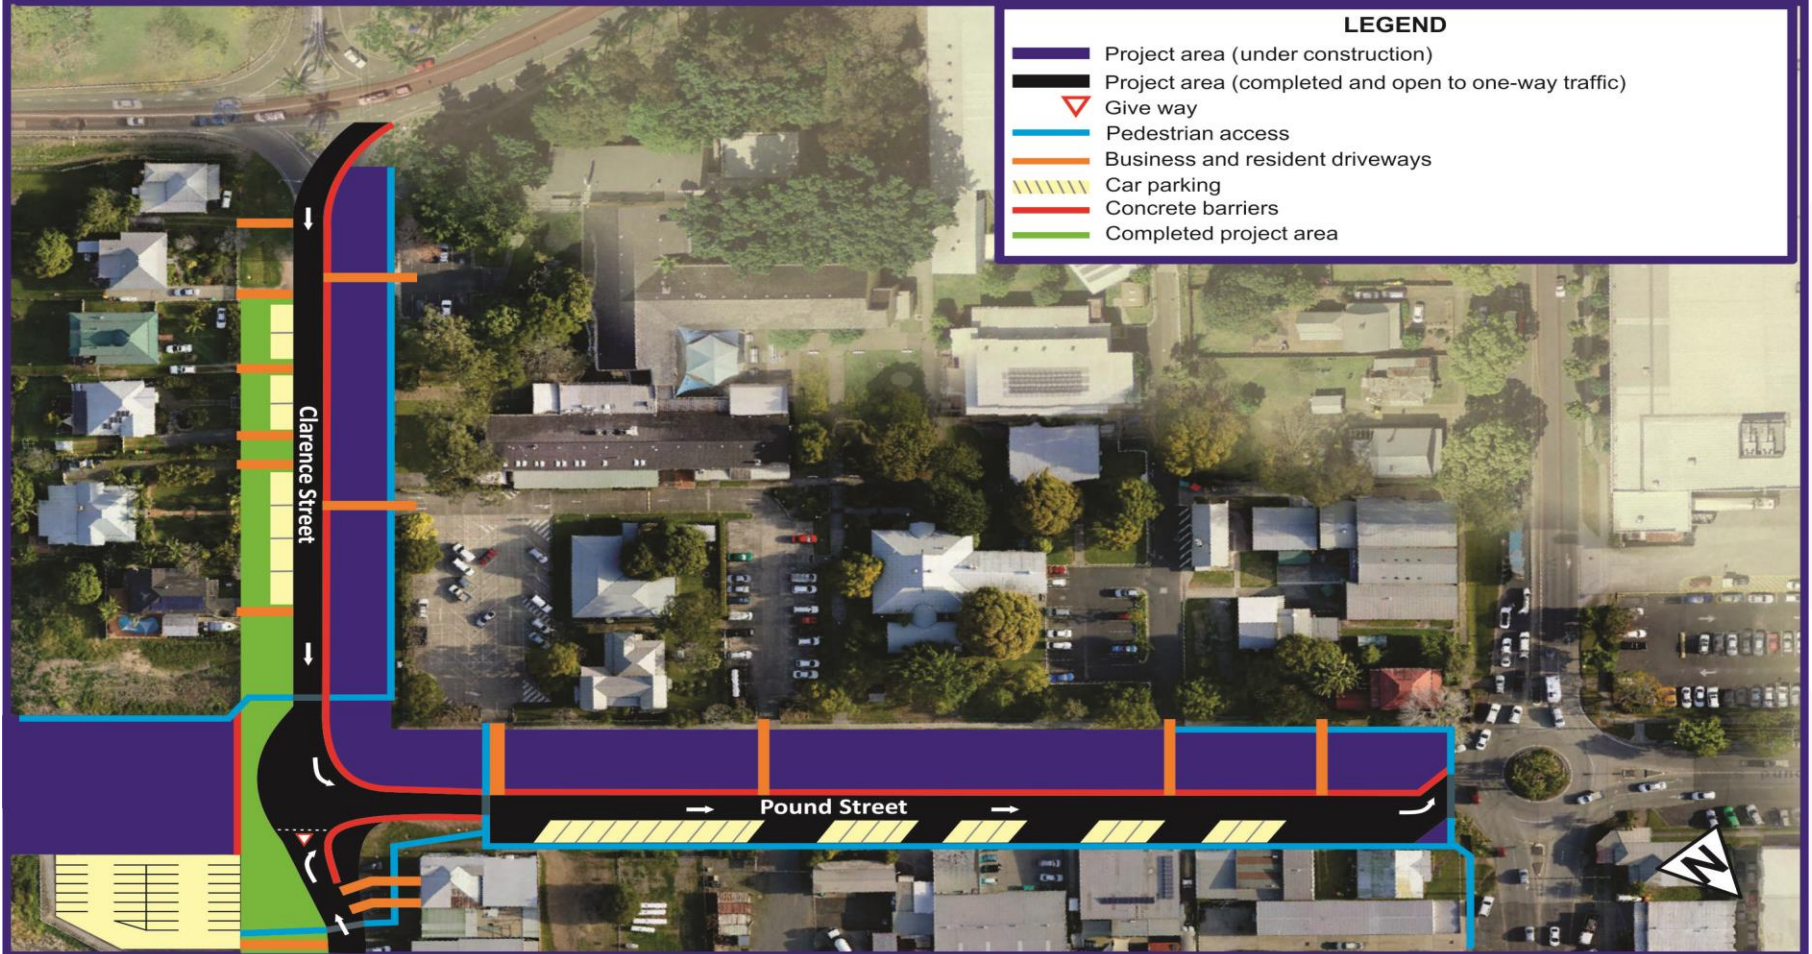 LEGEND
Project area (under construction)
Project area (completed and open to one-way traffic)
Give way
Pedestrian access
Business and resident driveways
Car parking
Concrete barriers
Completed project area
Clarence Street
Pound Street
N